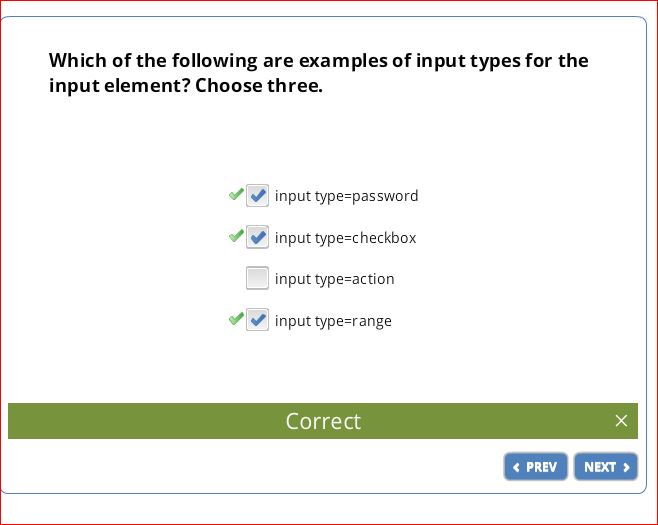 Which of the following are examples of input types for the
input element? Choose three.
input type=password
input type=checkbox
input type=action
input type=range
Correct
PREV
NEXT